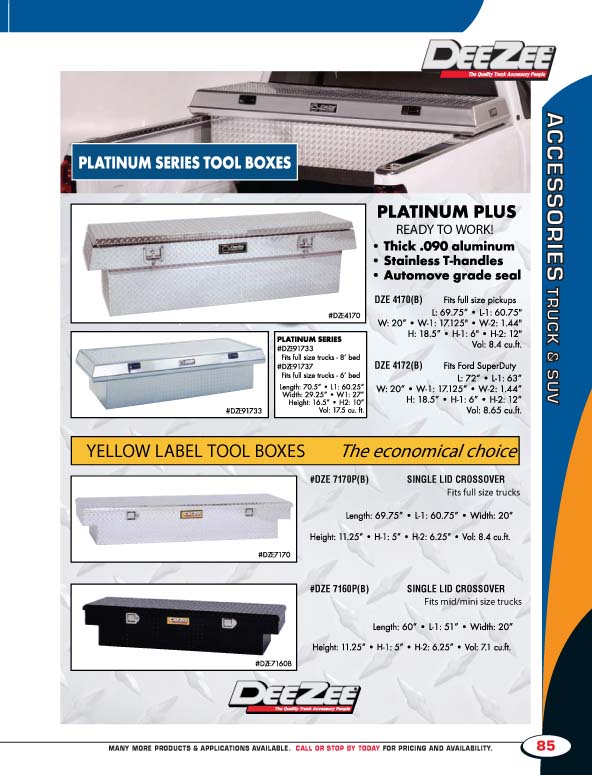 DEEZEE
The Quality Truck Accessory People
ACCESSORIES TRUCK & SUV
PLATINUM SERIES TOOL BOXES
PLATINUM PLUS
READY TO WORK!
• Thick .090 aluminum
• Stainless T-handles
• Automove grade seal
#DZE4170
DZE 4170(B) Fits full size pickups
L: 69.75" • L-1: 60.75"
W: 20" • W-1: 17.125" • W-2: 1.44"
H: 18.5" • H-1: 6" • H-2: 12"
Vol: 8.4 cu.ft.
#DZE91733
PLATINUM SERIES
#DZE91733
Fits full size trucks - 8' bed
#DZE91737
Fits full size trucks - 6' bed
Length: 70.5" • L1: 60.25"
Width: 29.25" • W1: 27"
Height: 16.5" • H2: 10"
Vol: 17.5 cu.ft.
DZE 4172(B) Fits Ford SuperDuty
L: 72" • L-1: 63"
W: 20" • W-1: 17.125" • W-2: 1.44"
H: 18.5" • H-1: 6" • H-2: 12"
Vol: 8.65 cu.ft.
YELLOW LABEL TOOL BOXES The economical choice
#DZE7170
#DZE 7170P(B) SINGLE LID CROSSOVER
Fits full size trucks
Length: 69.75" • L-1: 60.75" • Width: 20"
Height: 11.25" • H-1: 5" • H-2: 6.25" • Vol: 8.4 cu.ft.
#DZE7160B
#DZE 7160P(B) SINGLE LID CROSSOVER
Fits mid/mini size trucks
Length: 60" • L-1: 51" • Width: 20"
Height: 11.25" • H-1: 5" • H-2: 6.25" • Vol: 7.1 cu.ft.
DEEZEE
The Quality Truck Accessory People
MANY MORE PRODUCTS & APPLICATIONS AVAILABLE. CALL OR STOP BY TODAY FOR PRICING AND AVAILABILITY.
85